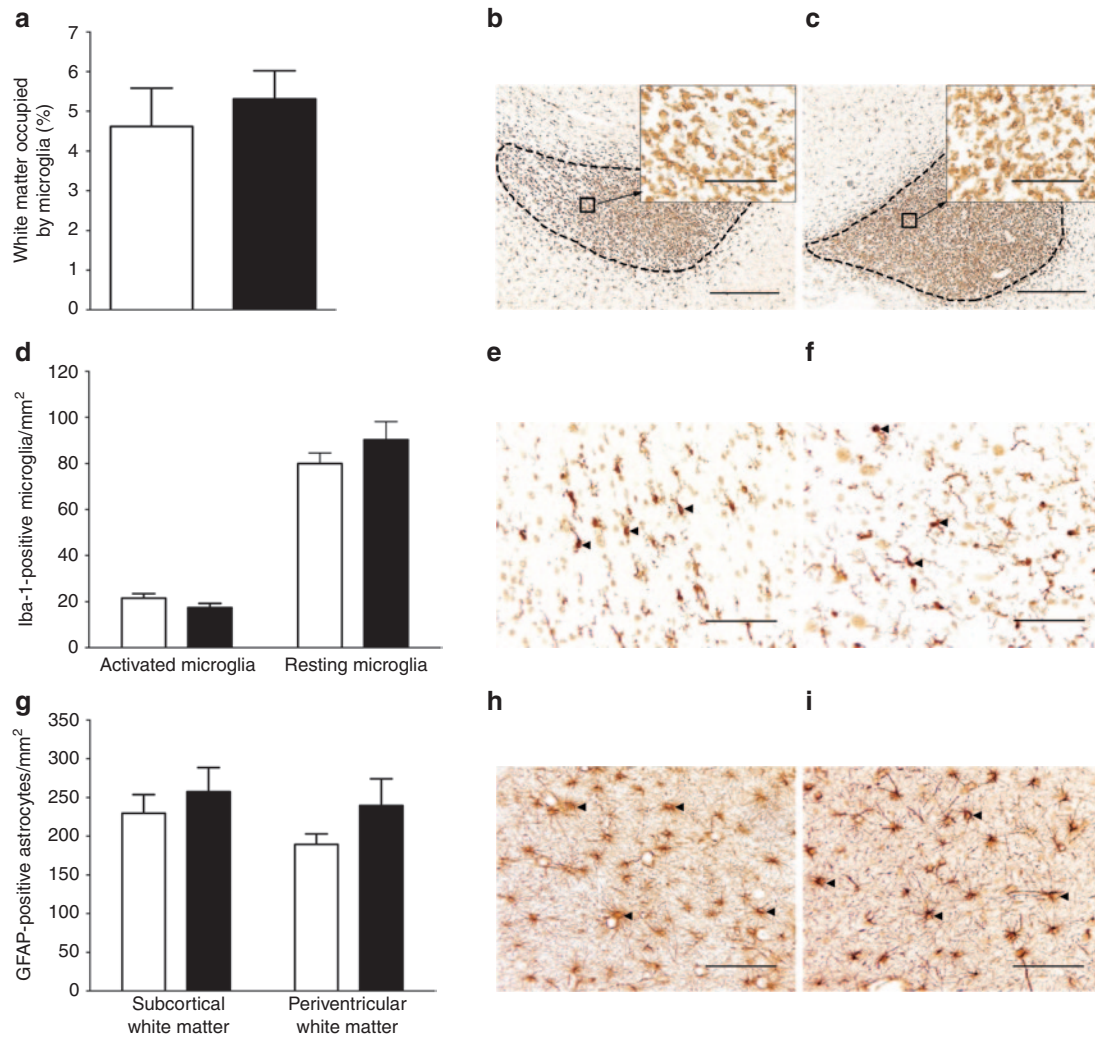 a
b
c
White matter occupied
by microglia (%)
7
6
5
4
3
2
1
0
d
e
f
Iba-1-positive microglia/mm²
120
100
80
60
40
20
0
Activated microglia
Resting microglia
g
h
i
GFAP-positive astrocytes/mm²
350
300
250
200
150
100
50
0
Subcortical
white matter
Periventricular
white matter